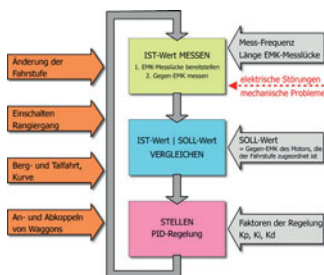 Änderung der
Fahrstufe
Einschalten
Rangiergang
Berg- und Talfahrt,
Kurve
An- und Abkoppeln
von Waggons
IST-Wert MESSEN
1. EMK-Messlücke bereitstellen
2. Gegen-EMK messen
IST-Wert | SOLL-Wert
VERGLEICHEN
STELLEN
PID-Regelung
Mess-Frequenz
Länge EMK-Messlücke
elektrische Störungen
mechanische Probleme
SOLL-Wert
= Gegen-EMK des Motors, die
der Fahrstufe zugeordnet ist
Faktoren der Regelung
Kp, Ki, Kd